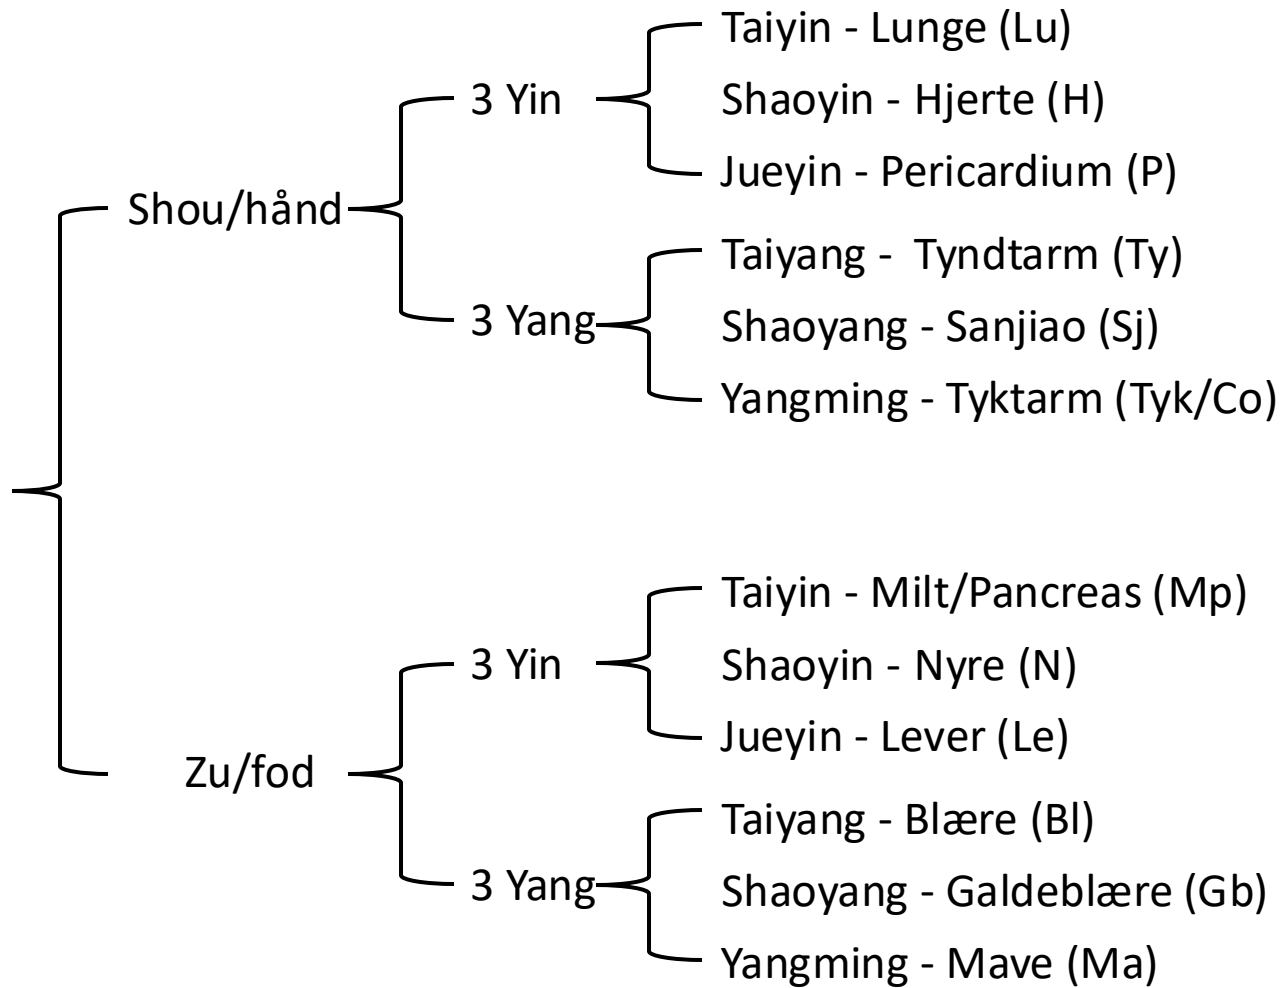 Shou/hånd
3 Yin
Taiyin - Lunge (Lu)
Shaoyin - Hjerte (H)
Jueyin - Pericardium (P)
3 Yang
Taiyang -  Tyndtarm (Ty)
Shaoyang - Sanjiao (Sj)
Yangming - Tyktarm (Tyk/Co)
Zu/fod
3 Yin
Taiyin - Milt/Pancreas (Mp)
Shaoyin - Nyre (N)
Jueyin - Lever (Le)
3 Yang
Taiyang - Blære (Bl)
Shaoyang - Galdeblære (Gb)
Yangming - Mave (Ma)